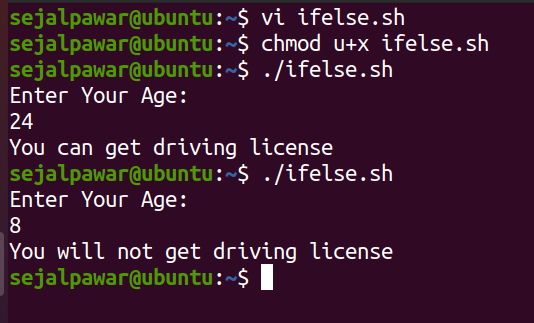 sejalpawar@ubuntu:~$ vi ifelse.sh
sejalpawar@ubuntu:~$ chmod u+x ifelse.sh
sejalpawar@ubuntu:~$ ./ifelse.sh
Enter Your Age:
24
You can get driving license
sejalpawar@ubuntu:~$ ./ifelse.sh
Enter Your Age:
8
You will not get driving license
sejalpawar@ubuntu:~$